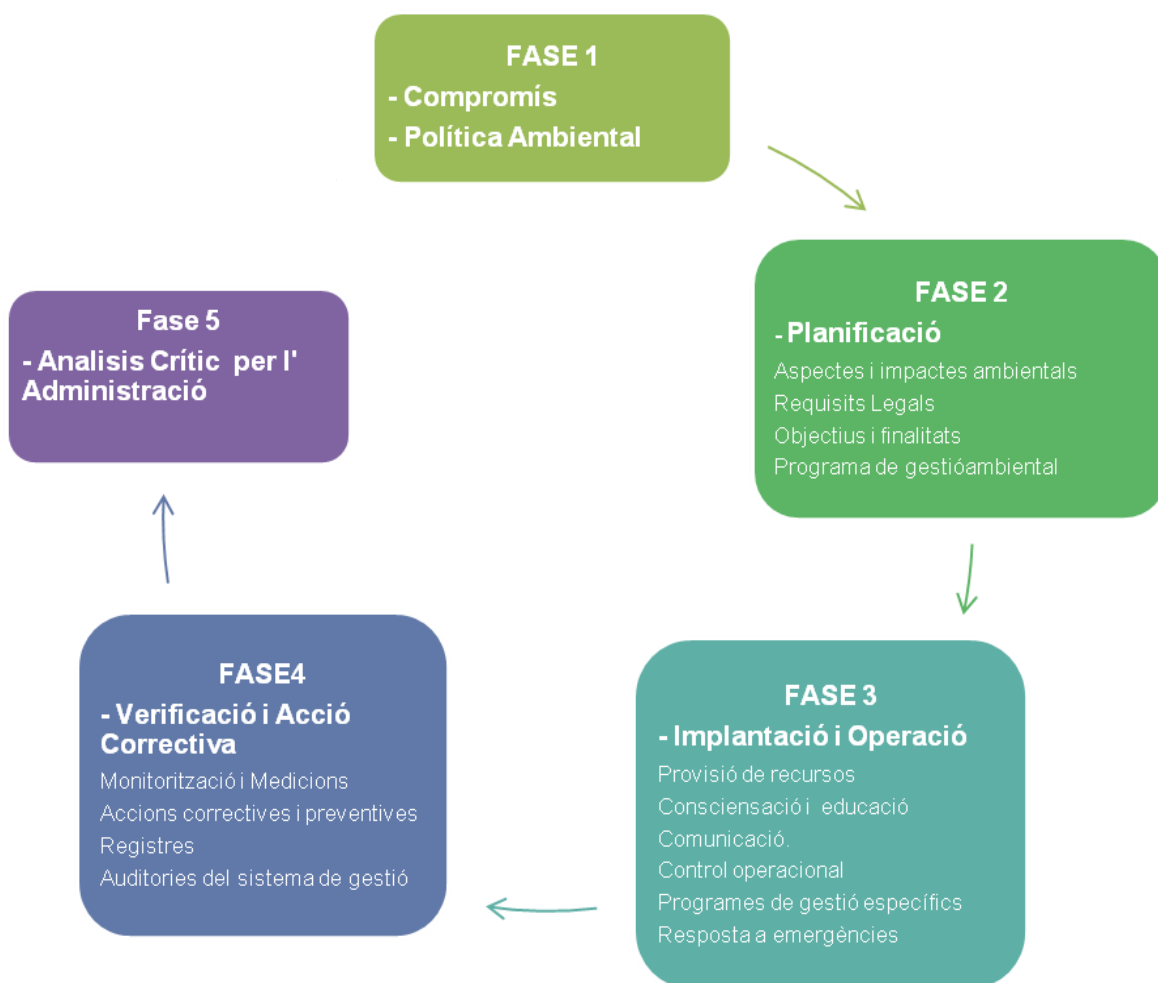 FASE 1
- Compromís
- Política Ambiental
FASE 2
- Planificació
Aspectes i impactes ambientals
Requisits Legals
Objectius i finalitats
Programa de gestióambiental
FASE 3
- Implantació i Operació
Provisió de recursos
Consciensació i educació
Comunicació.
Control operacional
Programes de gestió específics
Resposta a emergències
FASE4
- Verificació i Acció
Correctiva
Monitorització i Medicions
Accions correctives i preventives
Registres
Auditories del sistema de gestió
Fase 5
- Analisis Crític per l'
Administració